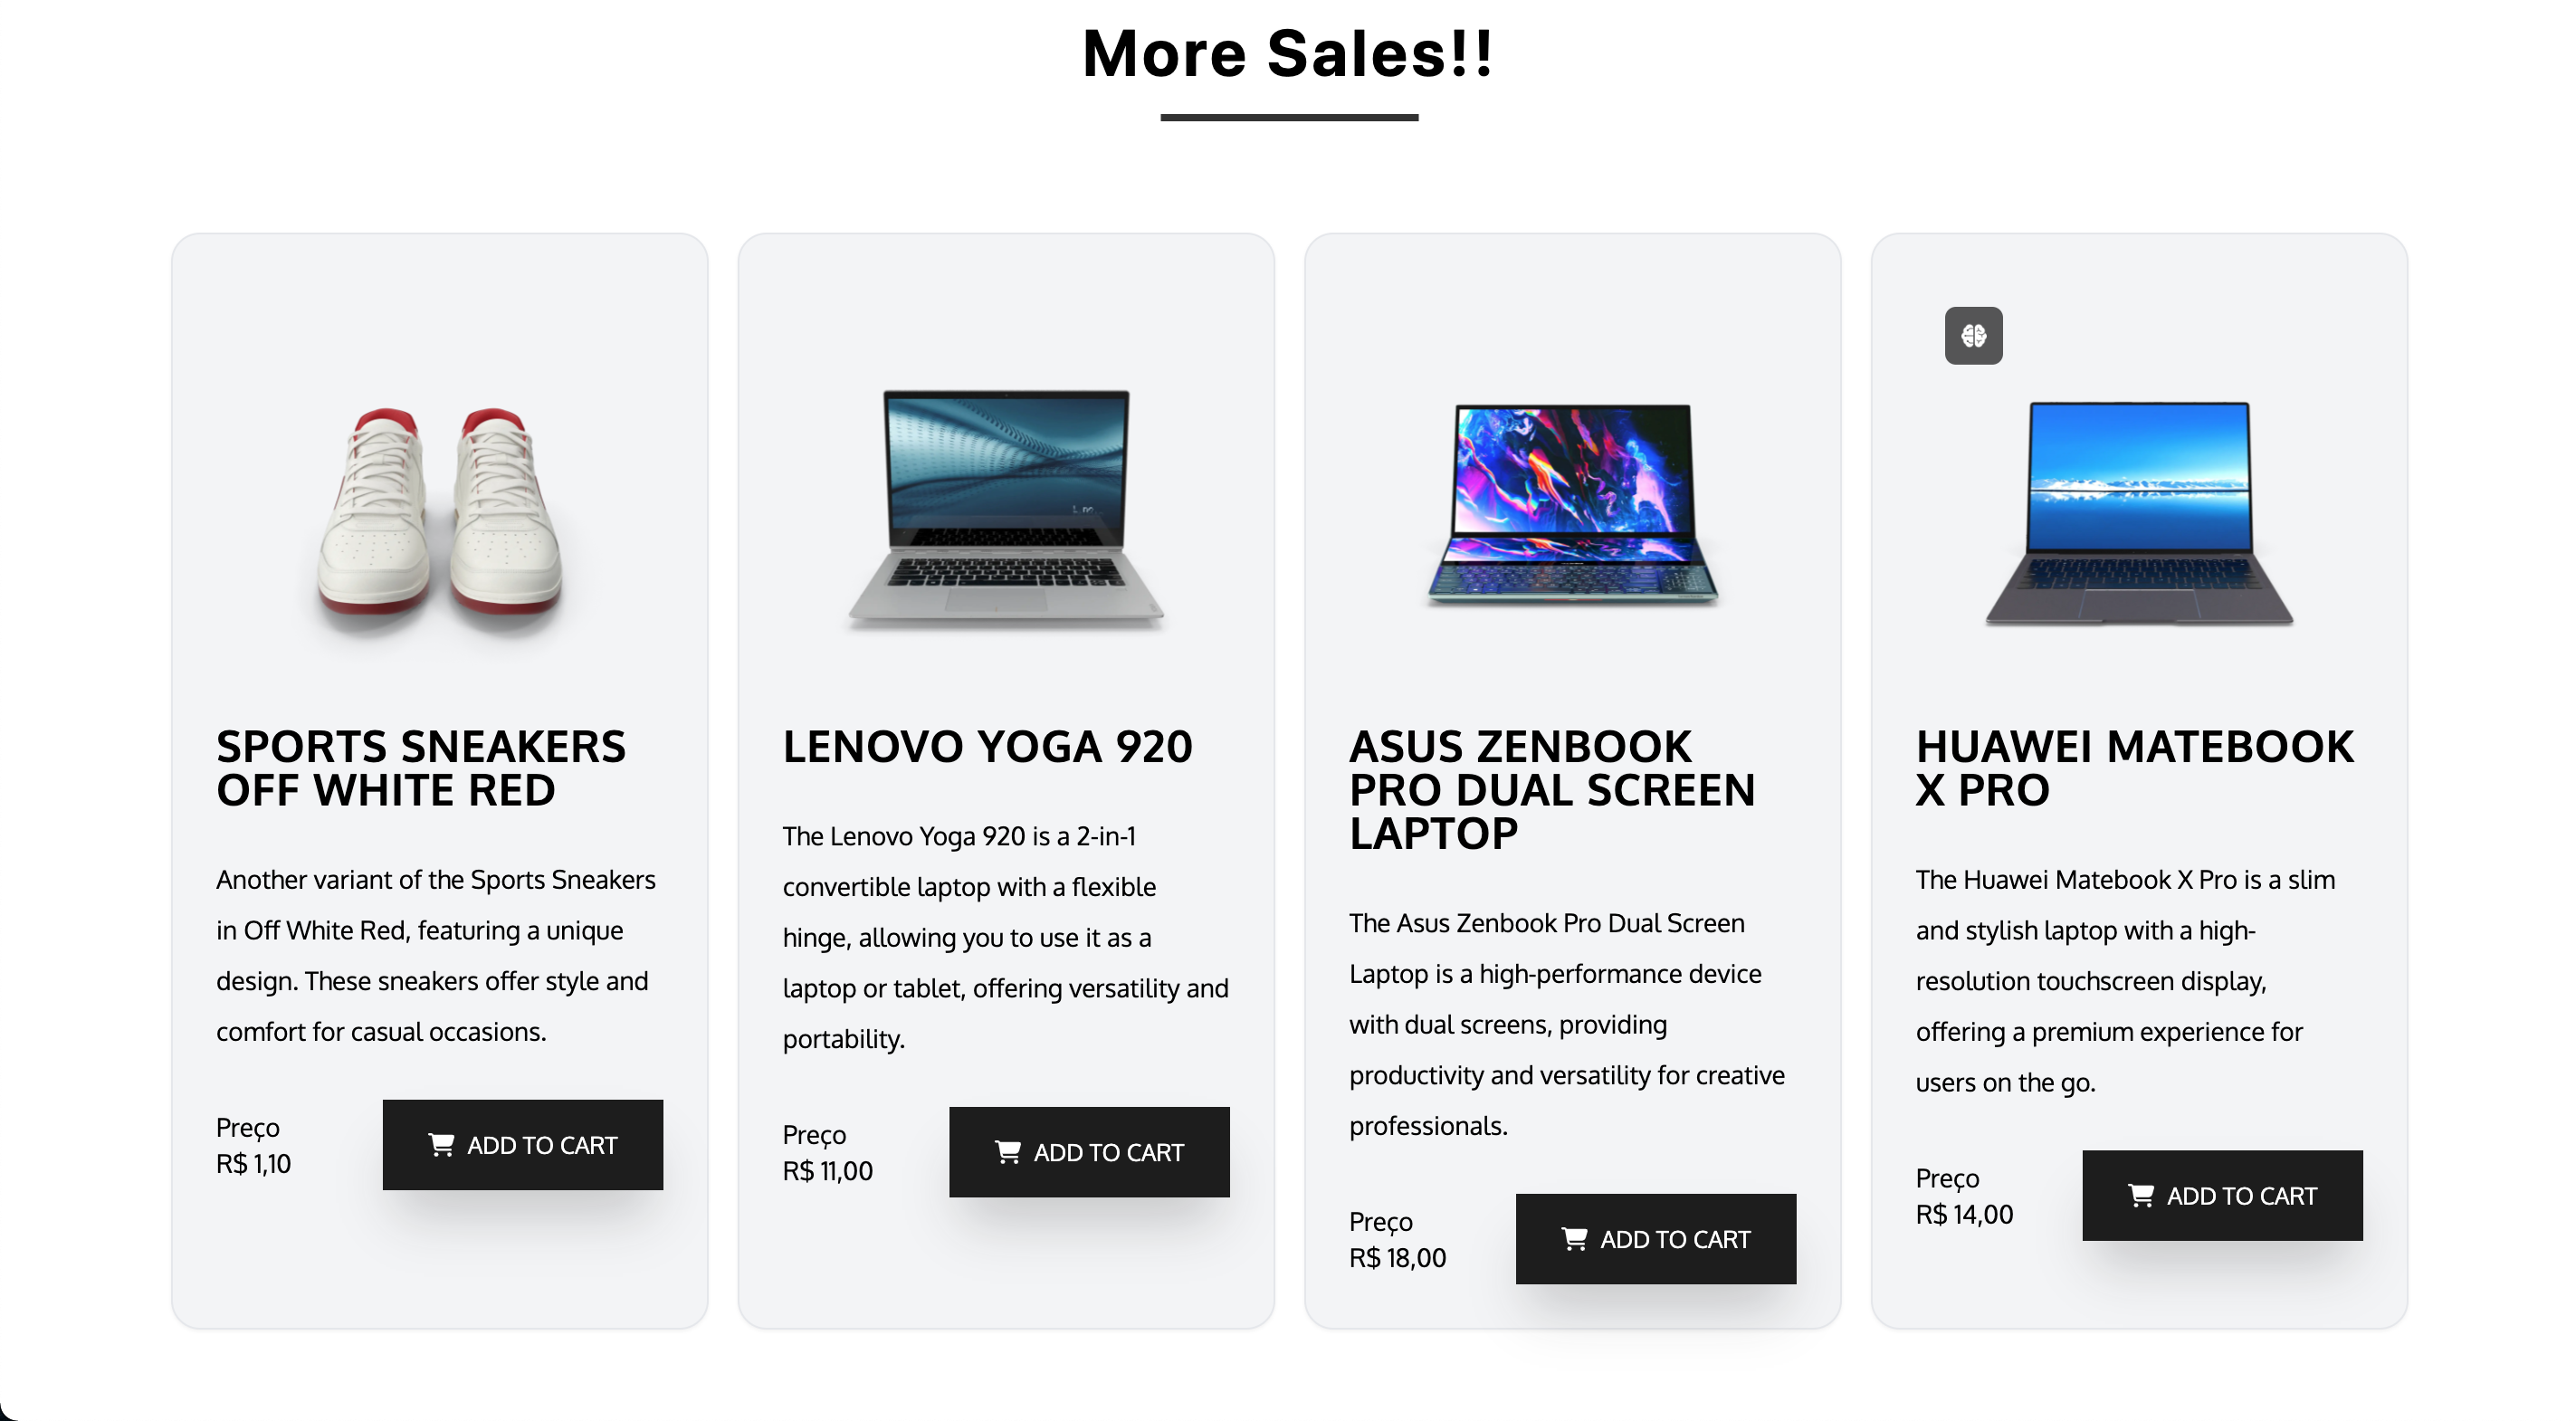 More Sales!!
SPORTS SNEAKERS
OFF WHITE RED
Another variant of the Sports Sneakers
in Off White Red, featuring a unique
design. These sneakers offer style and
comfort for casual occasions.
Preço
R$ 1,10
ADD TO CART
LENOVO YOGA 920
The Lenovo Yoga 920 is a 2-in-1
convertible laptop with a flexible
hinge, allowing you to use it as a
laptop or tablet, offering versatility and
portability.
Preço
R$ 11,00
ADD TO CART
ASUS ZENBOOK
PRO DUAL SCREEN
LAPTOP
The Asus Zenbook Pro Dual Screen
Laptop is a high-performance device
with dual screens, providing
productivity and versatility for creative
professionals.
Preço
R$ 18,00
ADD TO CART
HUAWEI MATEBOOK
X PRO
The Huawei Matebook X Pro is a slim
and stylish laptop with a high-
resolution touchscreen display,
offering a premium experience for
users on the go.
Preço
R$ 14,00
ADD TO CART